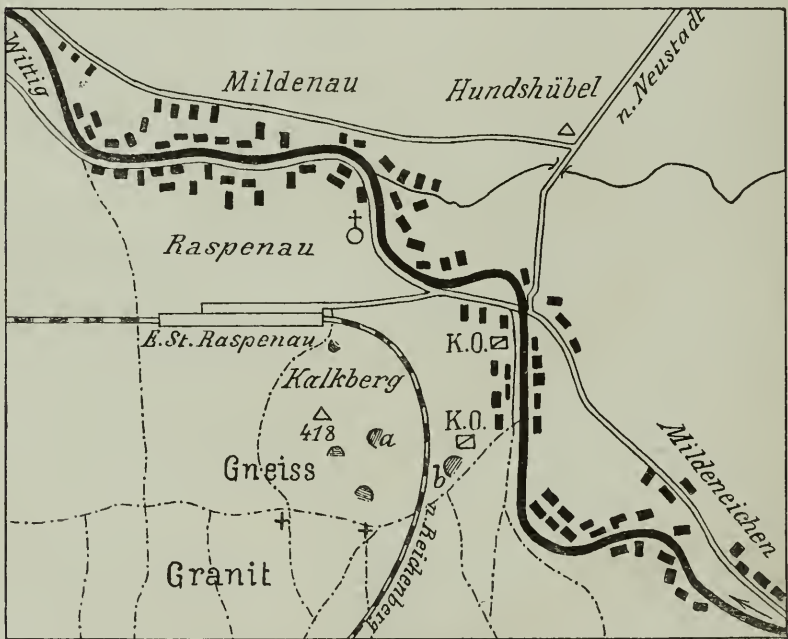 Wittig
Mildenau
Hundshübel
n. Neustadt
Raspenau
E. St. Raspenau
K.O.
Kalkberg
418
a
K.O.
Gneiss
b
n. Reichenberg
Mildeneichen
Granit